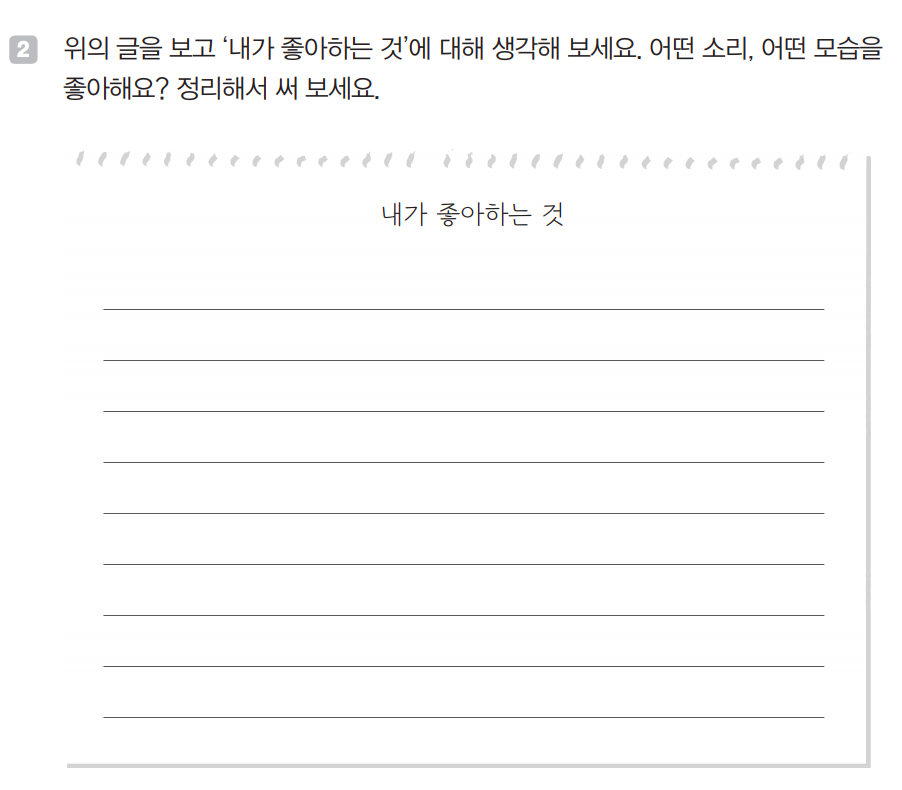 2 위의 글을 보고 ‘내가 좋아하는 것’에 대해 생각해 보세요. 어떤 소리, 어떤 모습을
좋아해요? 정리해서 써 보세요.
내가 좋아하는 것